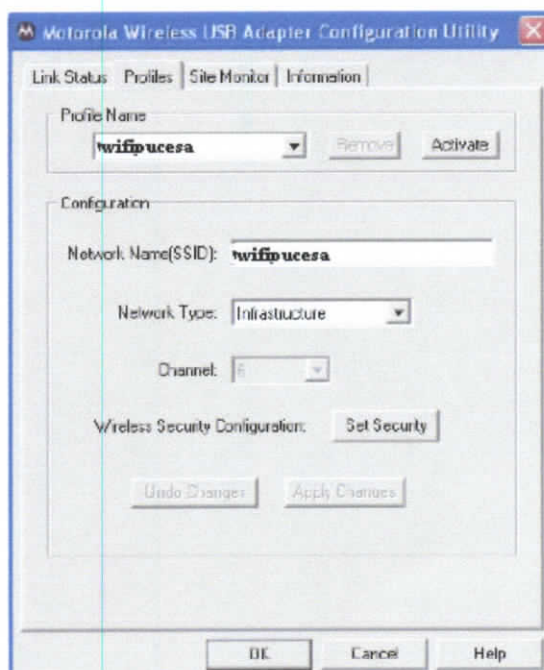 Motorola Wireless USB Adapter Configuration Utility
Link Status Profiles Site Monitor Information
Profile Name
wifipucesa Remove Activate
Configuration
Network Name(SSID): wifipucesa
Network Type: Infrastructure
Channel: 6
Wireless Security Configuration: Set Security
Undo Changes Apply Changes
OK Cancel Help